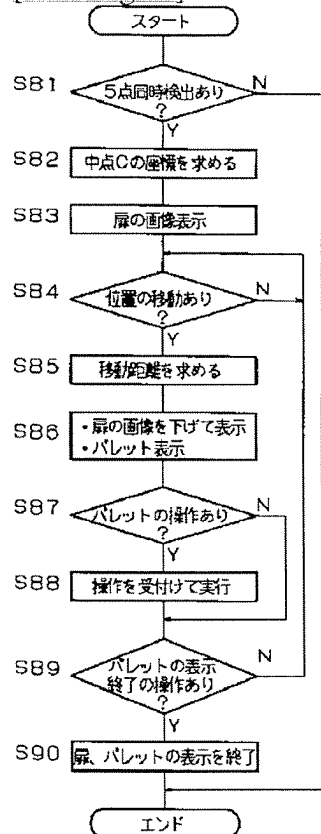 スタート
S81
5点同時検出あり
?
N
Y
S82
中点Cの座標を求める
S83
扉の画像表示
S84
位置の移動あり
?
N
Y
S85
移動距離を求める
S86
・扉の画像を下げて表示
・パレット表示
S87
パレットの操作あり
?
N
Y
S88
操作を受付けて実行
S89
パレットの表示
終了の操作あり
?
N
Y
S90
扉、パレットの表示を終了
エンド